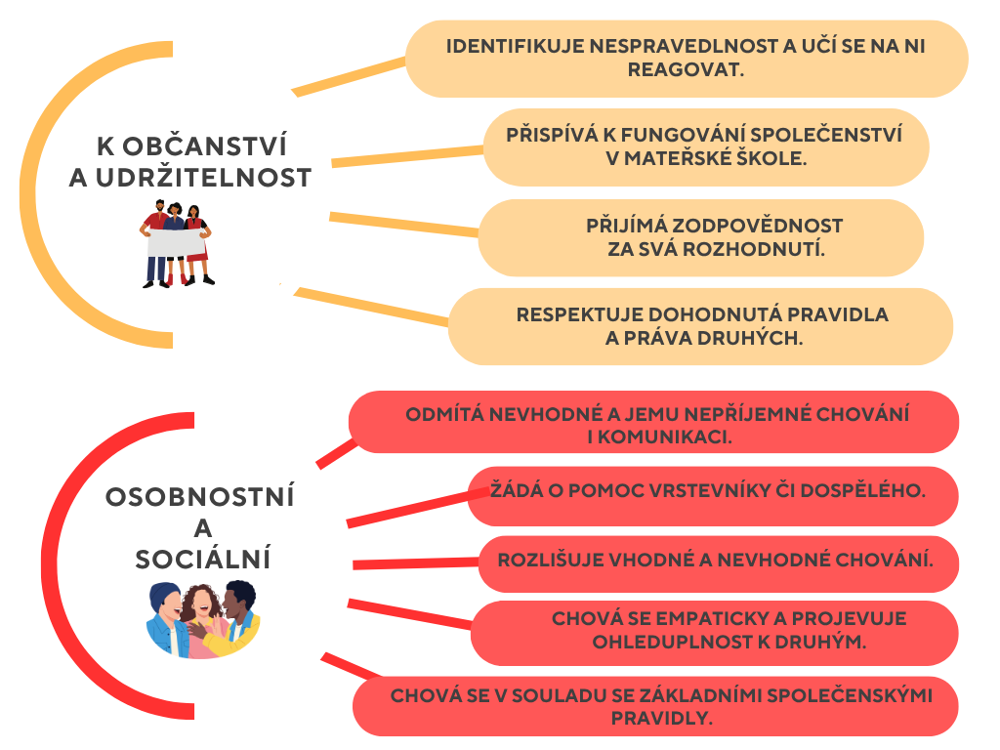 K OBČANSTVÍ
A UDRŽITELNOST
IDENTIFIKUJE NESPRAVEDLNOST A UČÍ SE NA NI
REAGOVAT.
PŘISPÍVÁ K FUNGOVÁNÍ SPOLEČENSTVÍ
V MATEŘSKÉ ŠKOLE.
PŘIJÍMÁ ZODPOVĚDNOST
ZA SVÁ ROZHODNUTÍ.
RESPEKTUJE DOHODNUTÁ PRAVIDLA
A PRÁVA DRUHÝCH.
OSOBNOSTNÍ
A
SOCIÁLNÍ
ODMÍTÁ NEVHODNÉ A JEMU NEPŘÍJEMNÉ CHOVÁNÍ
I KOMUNIKACI.
ŽÁDÁ O POMOC VRSTEVNÍKY ČI DOSPĚLÉHO.
ROZLIŠUJE VHODNÉ A NEVHODNÉ CHOVÁNÍ.
CHOVÁ SE EMPATICKY A PROJEVUJE
OHLEDUPLNOST K DRUHÝM.
CHOVÁ SE V SOULADU SE ZÁKLADNÍMI SPOLEČENSKÝMI
PRAVIDLY.